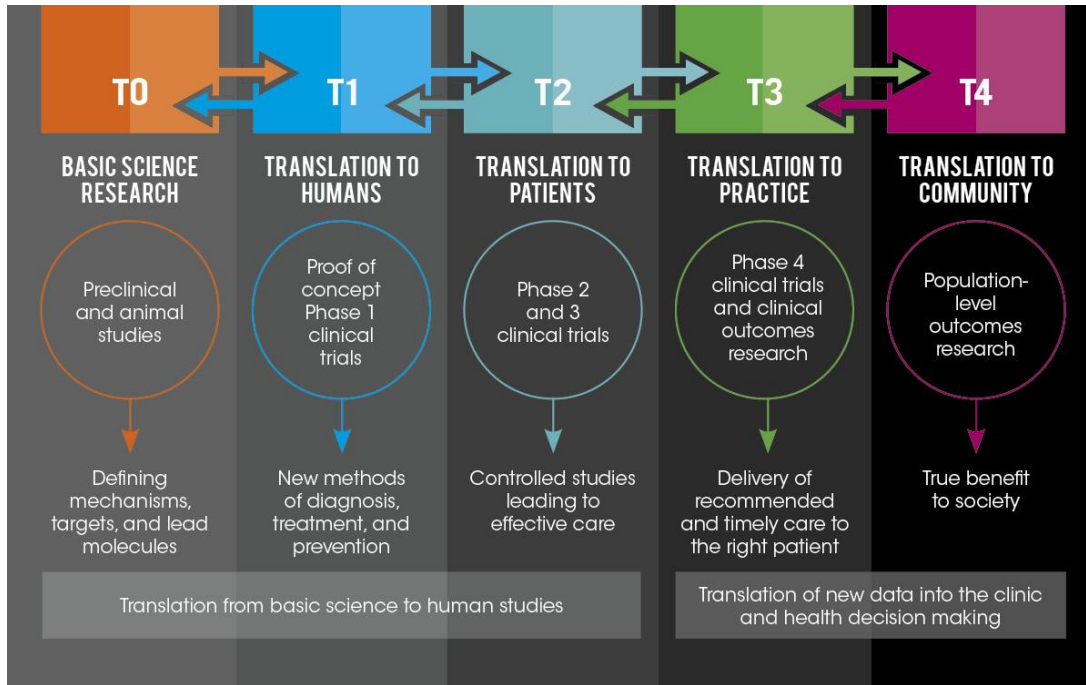 T0
T1
T2
T3
T4
BASIC SCIENCE
RESEARCH
TRANSLATION TO
HUMANS
TRANSLATION TO
PATIENTS
TRANSLATION TO
PRACTICE
TRANSLATION TO
COMMUNITY
Preclinical
and animal
studies
Proof of
concept
Phase 1
clinical
trials
Phase 2
and 3
clinical trials
Phase 4
clinical trials
and clinical
outcomes
research
Population-
level
outcomes
research
Defining
mechanisms,
targets, and lead
molecules
New methods
of diagnosis,
treatment, and
prevention
Controlled studies
leading to
effective care
Delivery of
recommended
and timely care to
the right patient
True benefit
to society
Translation from basic science to human studies
Translation of new data into the clinic
and health decision making